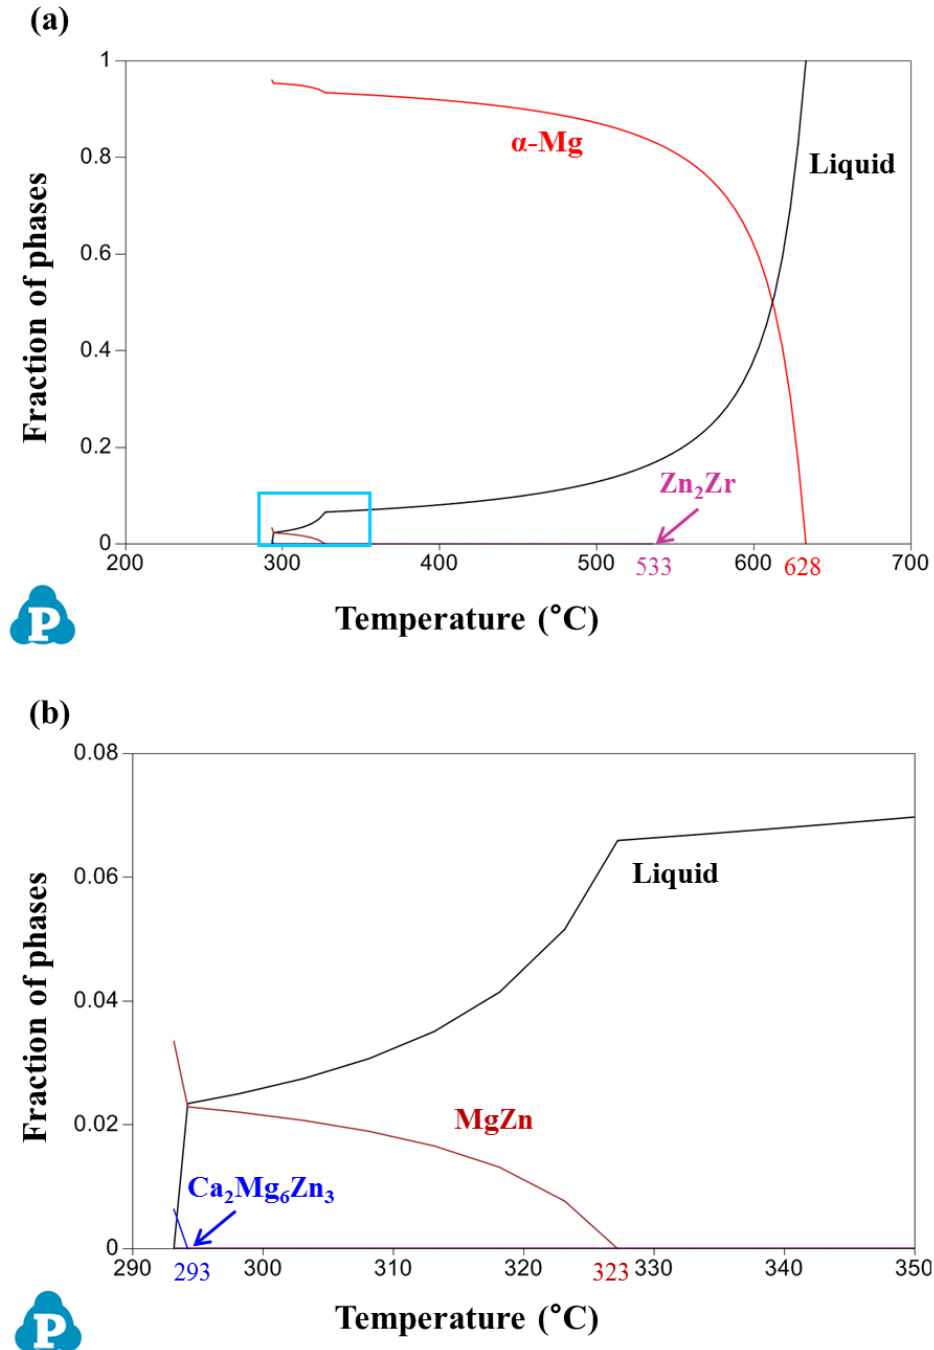 (a)
Fraction of phases
1
0.8
0.6
0.4
0.2
0
α-Mg
Liquid
Zn₂Zr
200 300 400 500 533 600 628 700
P
Temperature (°C)
(b)
Fraction of phases
0.08
0.06
0.04
0.02
0
Liquid
MgZn
Ca₂Mg₆Zn₃
290 293 300 310 320 323 330 340 350
P
Temperature (°C)